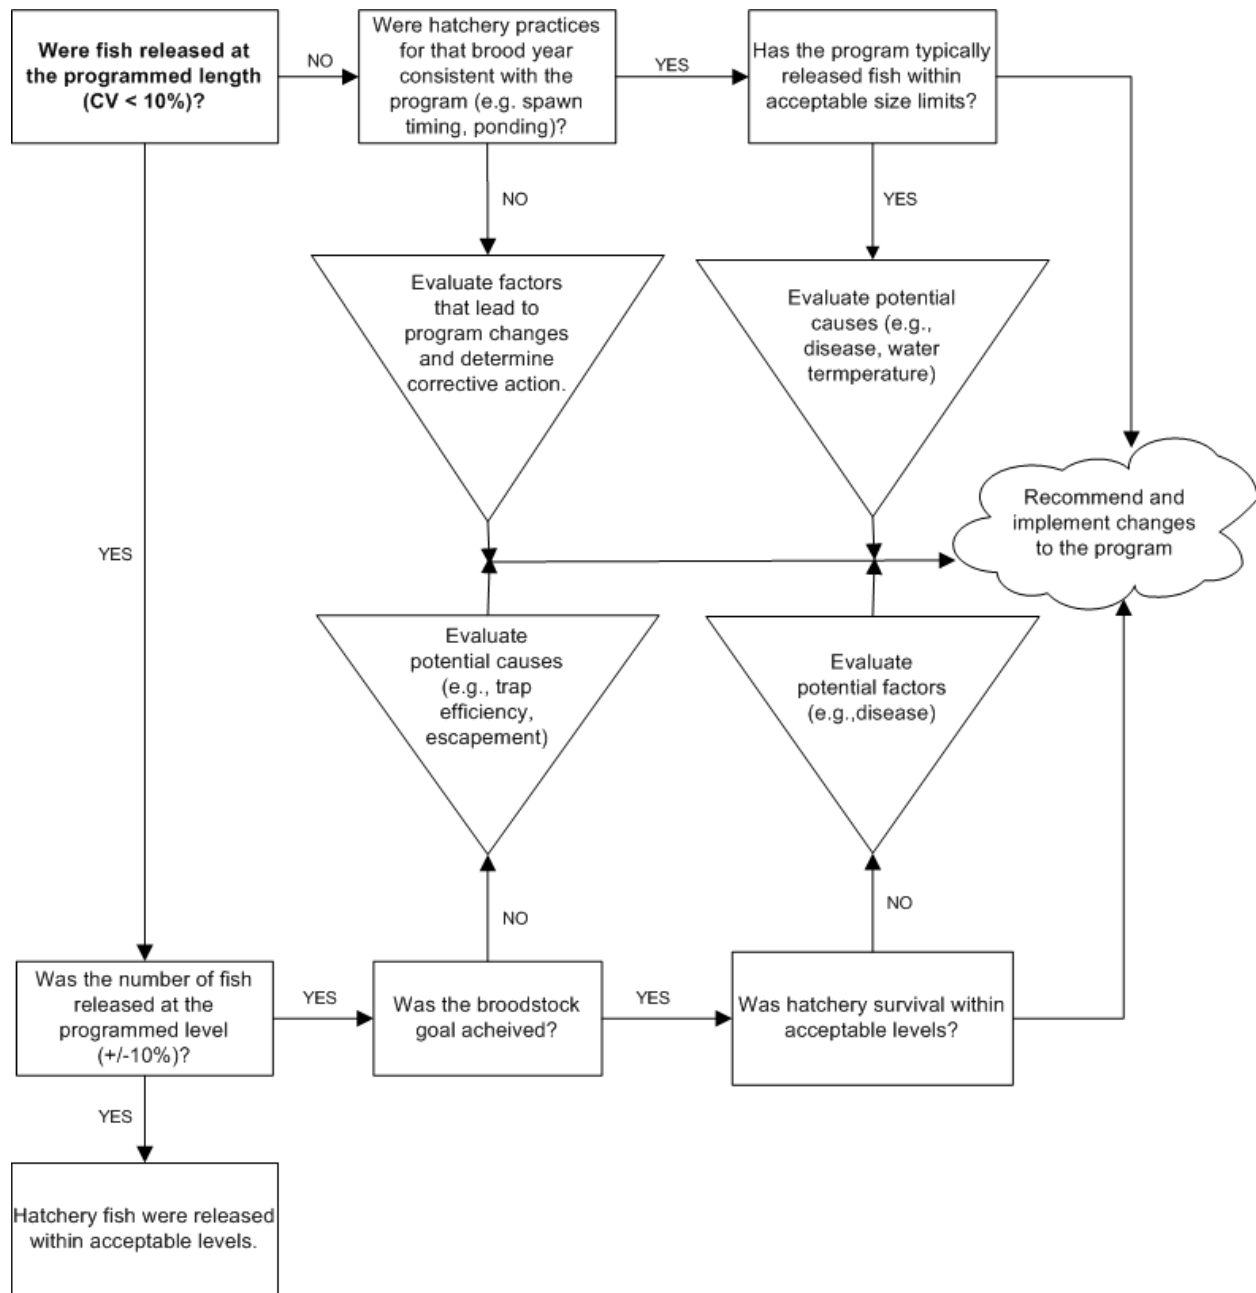 Were fish released at
the programmed length
(CV < 10%)?
NO
Were hatchery practices
for that brood year
consistent with the
program (e.g. spawn
timing, ponding)?
YES
Has the program typically
released fish within
acceptable size limits?
NO
YES
Evaluate factors
that lead to
program changes
and determine
corrective action.
Evaluate potential
causes (e.g.,
disease, water
termperature)
Recommend and
implement changes
to the program
YES
Evaluate
potential causes
(e.g., trap
efficiency,
escapement)
Evaluate
potential factors
(e.g.,disease)
NO
NO
Was the number of fish
released at the
programmed level
(+/-10%)?
YES
Was the broodstock
goal acheived?
YES
Was hatchery survival within
acceptable levels?
YES
Hatchery fish were released
within acceptable levels.